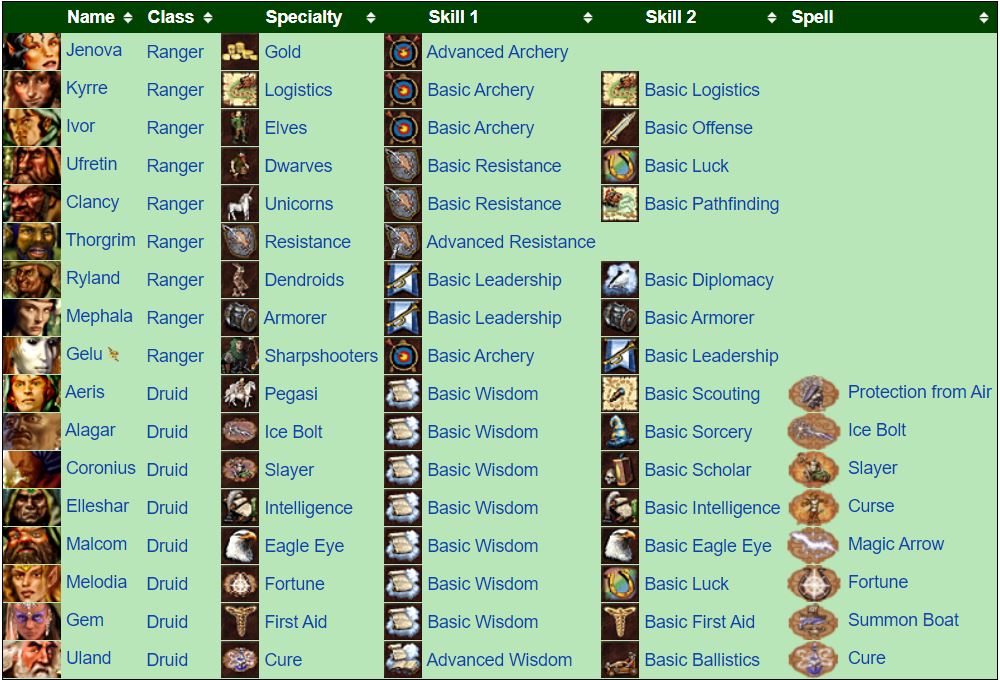 Name Class Specialty Skill 1 Skill 2 Spell
Jenova Ranger Gold Advanced Archery
Kyrre Ranger Logistics Basic Archery Basic Logistics
Ivor Ranger Elves Basic Archery Basic Offense
Ufretin Ranger Dwarves Basic Resistance Basic Luck
Clancy Ranger Unicorns Basic Resistance Basic Pathfinding
Thorgrim Ranger Resistance Advanced Resistance
Ryland Ranger Dendroids Basic Leadership Basic Diplomacy
Mephala Ranger Armorer Basic Leadership Basic Armorer
Gelu Ranger Sharpshooters Basic Archery Basic Leadership
Aeris Druid Pegasi Basic Wisdom Basic Scouting Protection from Air
Alagar Druid Ice Bolt Basic Wisdom Basic Sorcery Ice Bolt
Coronius Druid Slayer Basic Wisdom Basic Scholar Slayer
Elleshar Druid Intelligence Basic Wisdom Basic Intelligence Curse
Malcom Druid Eagle Eye Basic Wisdom Basic Eagle Eye Magic Arrow
Melodia Druid Fortune Basic Wisdom Basic Luck Fortune
Gem Druid First Aid Basic Wisdom Basic First Aid Summon Boat
Uland Druid Cure Advanced Wisdom Basic Ballistics Cure